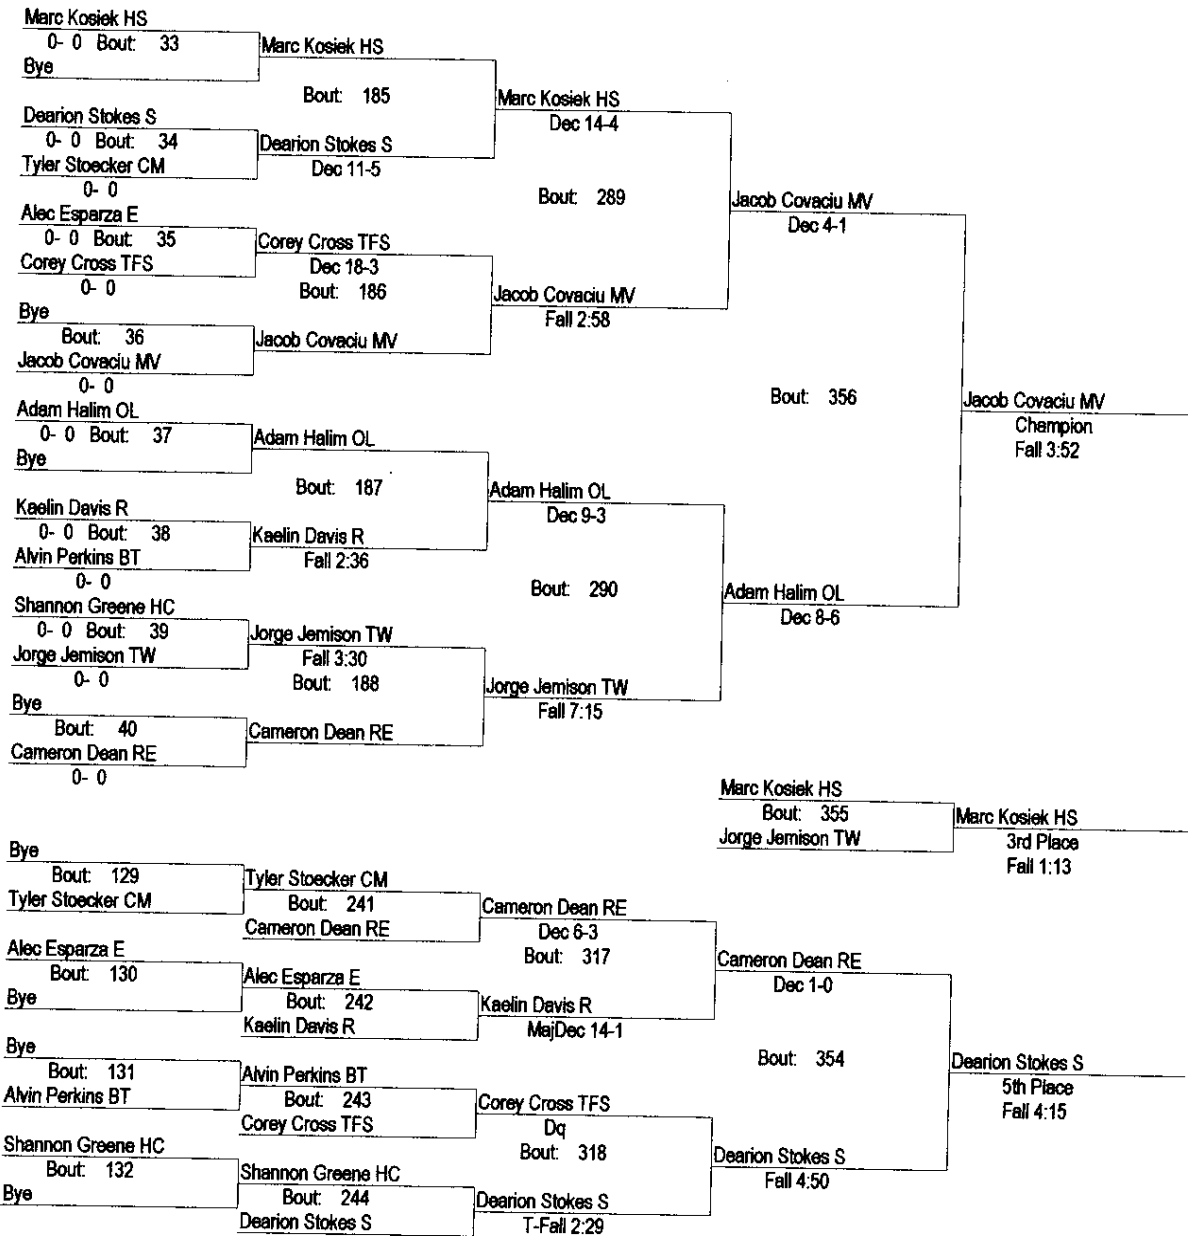 Marc Kosiek HS
0- 0 Bout: 33
Bye
Marc Kosiek HS
Bout: 185
Dearion Stokes S
0- 0 Bout: 34
Tyler Stoecker CM
0- 0
Dearion Stokes S
Dec 11-5
Marc Kosiek HS
Dec 14-4
Bout: 289
Alec Esparza E
0- 0 Bout: 35
Corey Cross TFS
0- 0
Corey Cross TFS
Dec 18-3
Bout: 186
Bye
Bout: 36
Jacob Covaciu MV
0- 0
Jacob Covaciu MV
Jacob Covaciu MV
Fall 2:58
Jacob Covaciu MV
Dec 4-1
Bout: 356
Jacob Covaciu MV
Champion
Fall 3:52
Adam Halim OL
0- 0 Bout: 37
Bye
Adam Halim OL
Bout: 187
Kaelin Davis R
0- 0 Bout: 38
Alvin Perkins BT
0- 0
Kaelin Davis R
Fall 2:36
Adam Halim OL
Dec 9-3
Bout: 290
Shannon Greene HC
0- 0 Bout: 39
Jorge Jemison TW
0- 0
Jorge Jemison TW
Fall 3:30
Bout: 188
Bye
Bout: 40
Cameron Dean RE
0- 0
Cameron Dean RE
Jorge Jemison TW
Fall 7:15
Adam Halim OL
Dec 8-6
Marc Kosiek HS
Bout: 355
Jorge Jemison TW
Marc Kosiek HS
3rd Place
Fall 1:13
Bye
Bout: 129
Tyler Stoecker CM
Tyler Stoecker CM
Bout: 241
Cameron Dean RE
Cameron Dean RE
Dec 6-3
Bout: 317
Alec Esparza E
Bout: 130
Bye
Alec Esparza E
Bout: 242
Kaelin Davis R
Kaelin Davis R
MajDec 14-1
Cameron Dean RE
Dec 1-0
Bout: 354
Bye
Bout: 131
Alvin Perkins BT
Alvin Perkins BT
Bout: 243
Corey Cross TFS
Corey Cross TFS
Dq
Bout: 318
Shannon Greene HC
Bout: 132
Bye
Shannon Greene HC
Bout: 244
Dearion Stokes S
Dearion Stokes S
T-Fall 2:29
Dearion Stokes S
Fall 4:50
Dearion Stokes S
5th Place
Fall 4:15